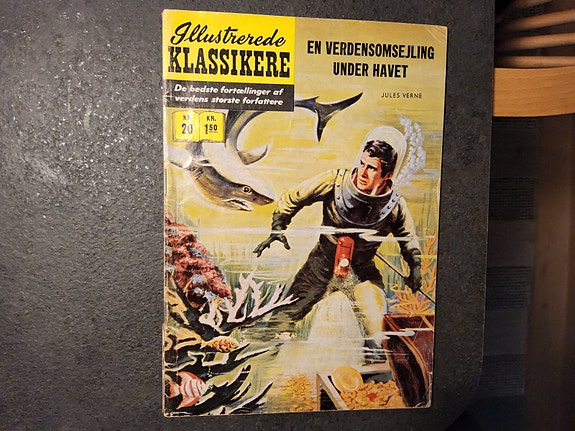 Illustrerede
KLASSIKERE
De bedste fortællinger af
verdens største forfattere
NR. 20
KR. 1.50
EN VERDENSOMSEJLING
UNDER HAVET
JULES VERNE